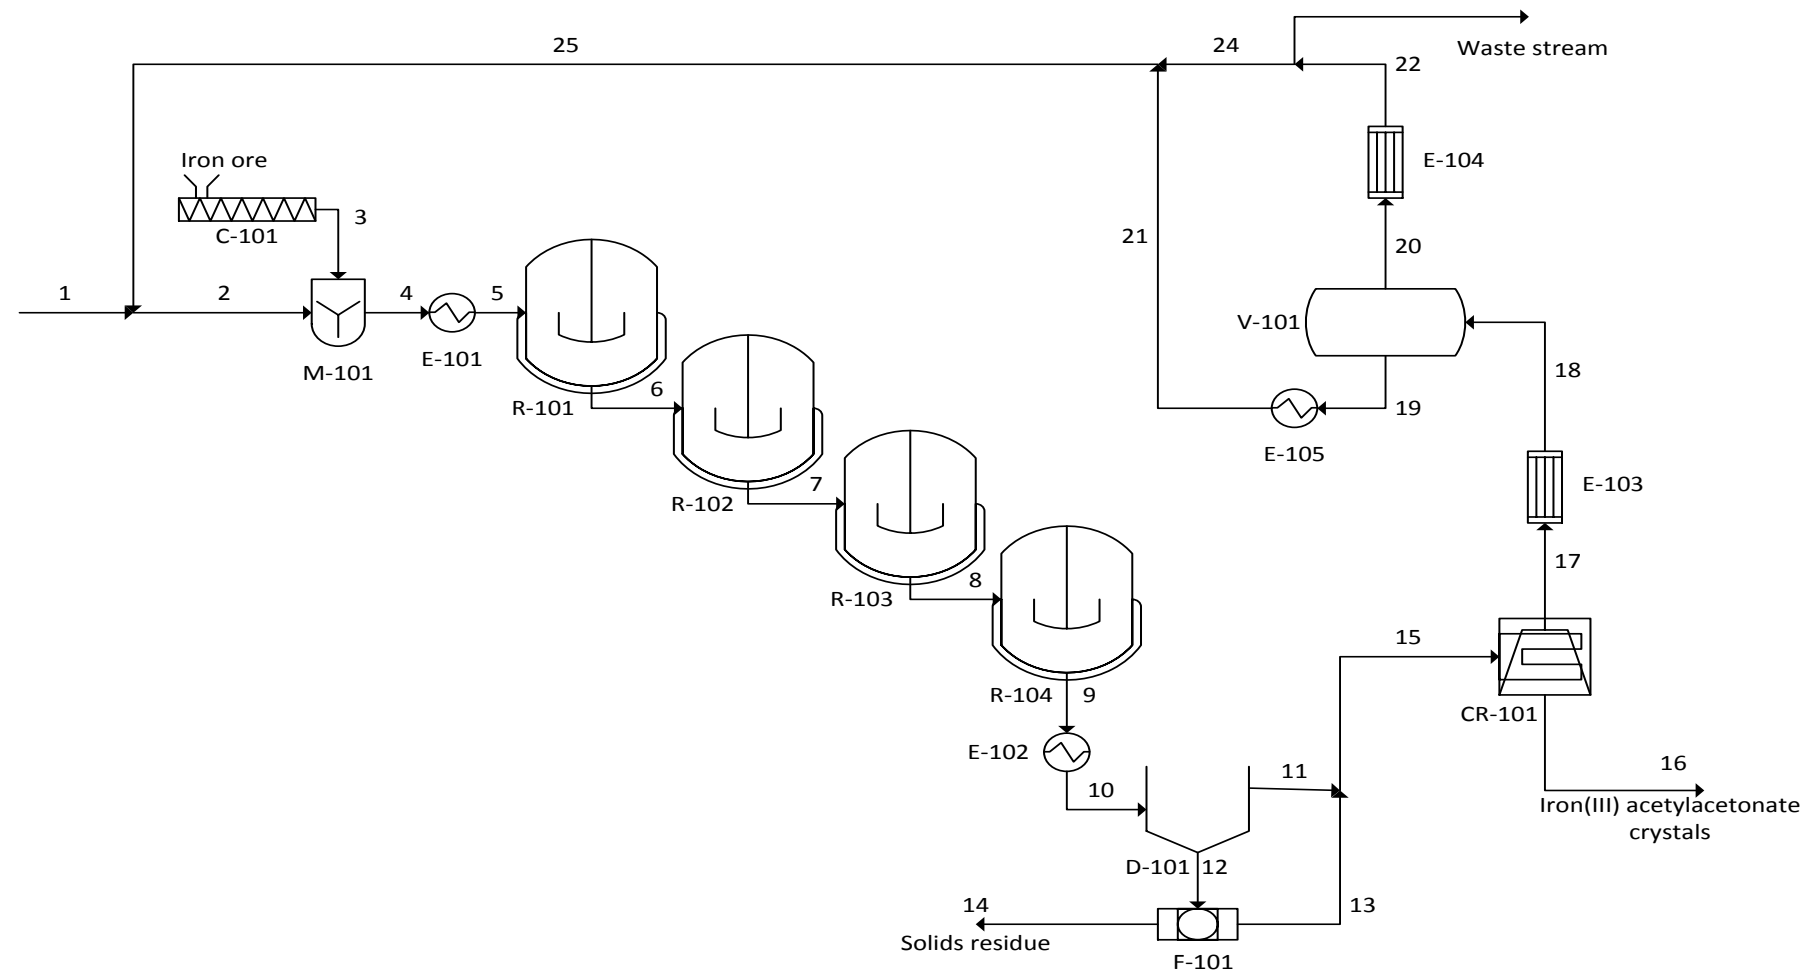 25
24
Waste stream
22
Iron ore
E-104
3
C-101
21
20
1
2
4
5
V-101
M-101
E-101
18
6
R-101
19
E-105
7
R-102
E-103
17
8
R-103
15
R-104
9
CR-101
E-102
11
16
10
Iron(III) acetylacetonate
crystals
D-101
12
14
13
Solids residue
F-101